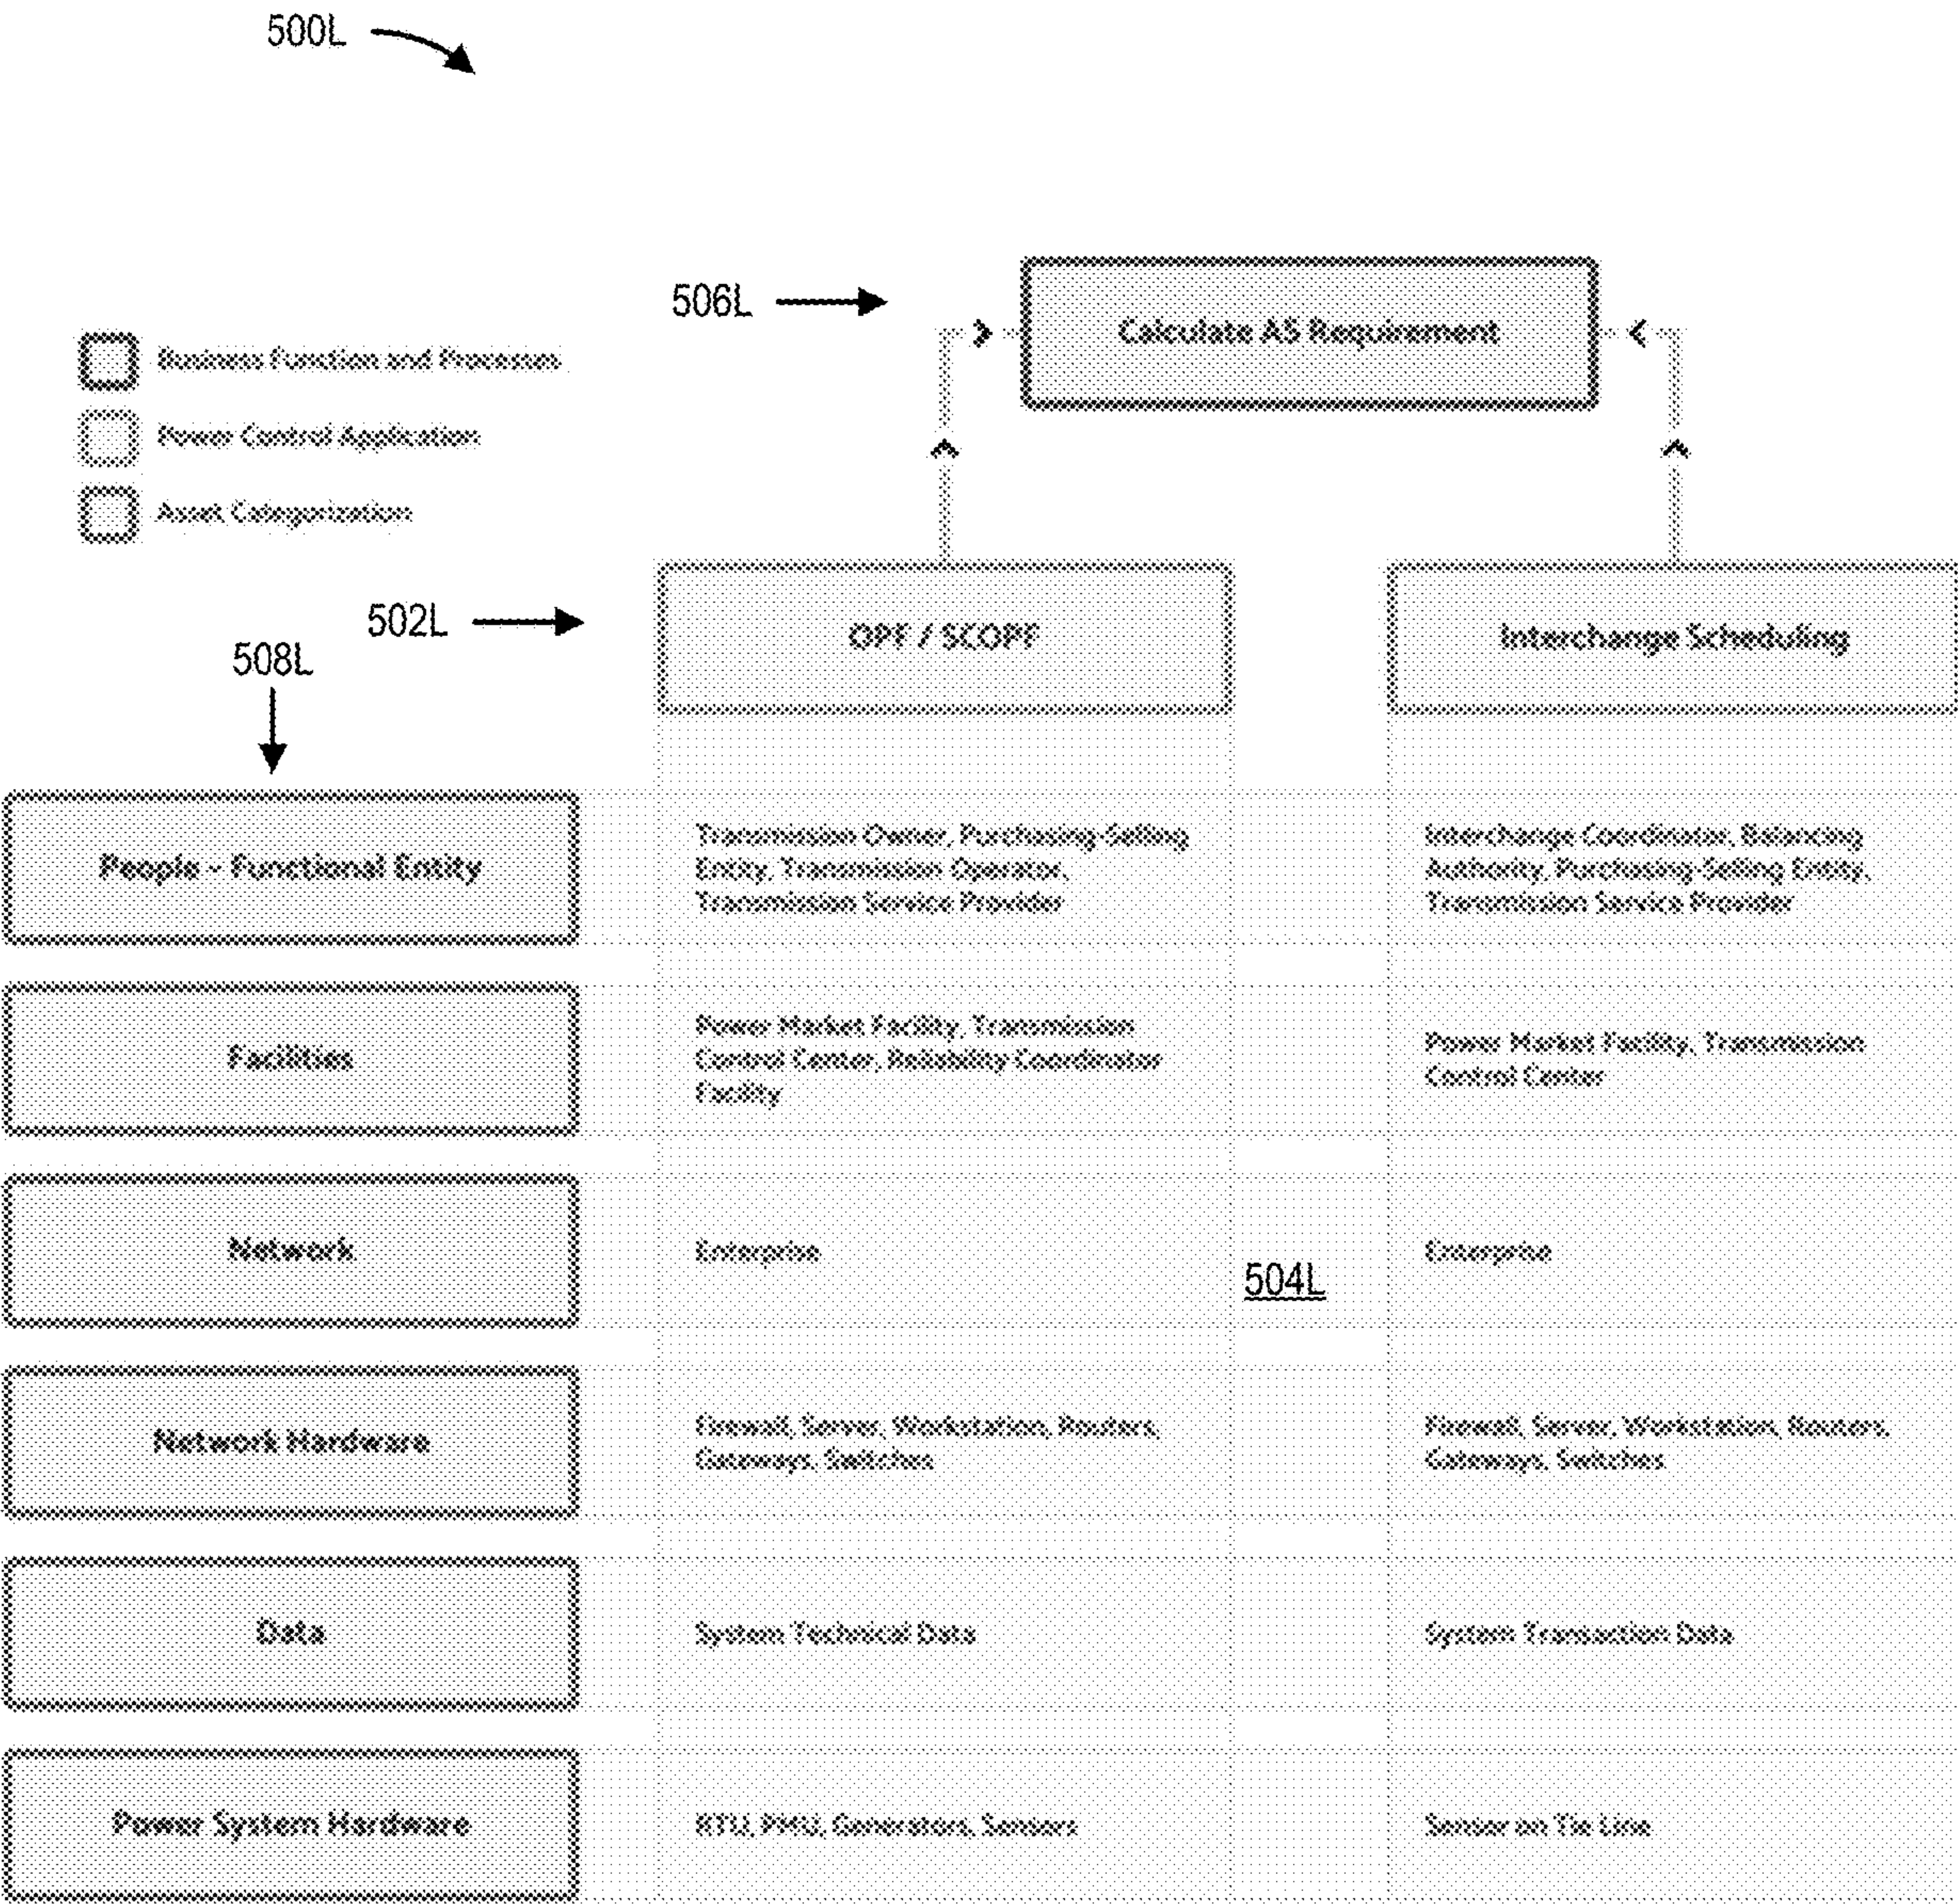 500L
506L
Calculate AS Requirement
Business Function and Processes
Power Control Application
Asset Categorization
502L
OPF / SCOPF
Interchange Scheduling
508L
People - Functional Entity
Transmission Owner, Purchasing-Selling
Entity, Transmission Operator,
Transmission Service Provider
Interchange Coordinator, Balancing
Authority, Purchasing-Selling Entity,
Transmission Service Provider
Facilities
Power Market Facility, Transmission
Control Center, Reliability Coordinator
Facility
Power Market Facility, Transmission
Control Center
Network
Enterprise
504L
Enterprise
Network Hardware
Firewall, Server, Workstation, Routers,
Gateways, Switches
Firewall, Server, Workstation, Routers,
Gateways, Switches
Data
System Technical Data
System Transaction Data
Power System Hardware
RTU, PMU, Generators, Sensors
Sensor on Tie Line